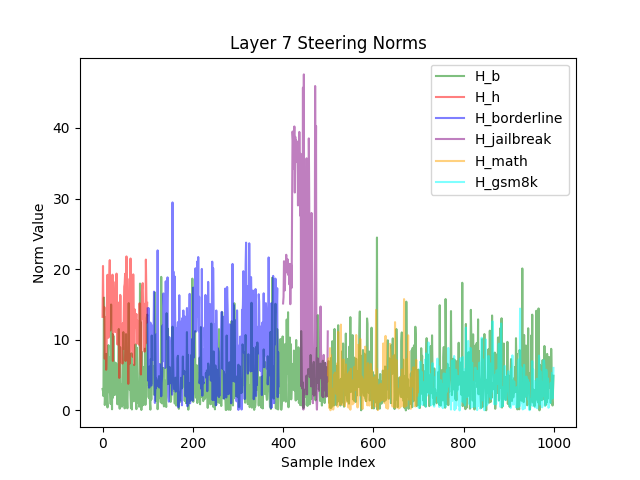 Layer 7 Steering Norms
H_b
H_h
H_borderline
H_jailbreak
H_math
H_gsm8k
Norm Value
40
30
20
10
0
0
200
400
600
800
1000
Sample Index